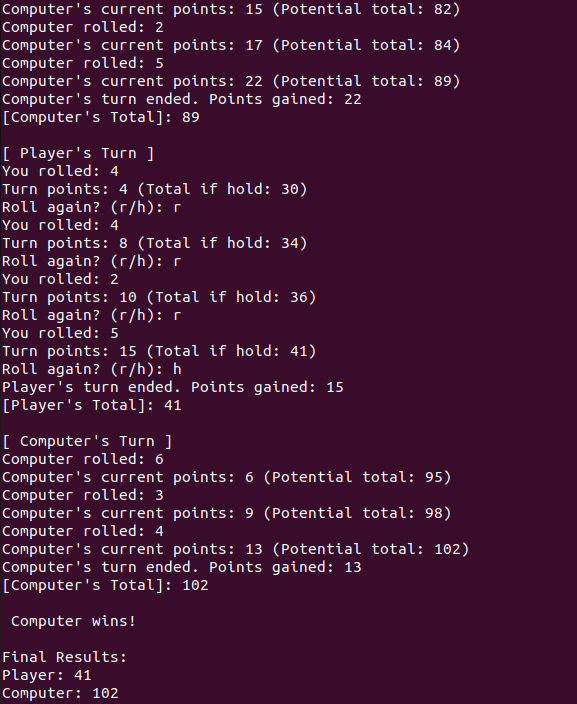 Computer's current points: 15 (Potential total: 82)
Computer rolled: 2
Computer's current points: 17 (Potential total: 84)
Computer rolled: 5
Computer's current points: 22 (Potential total: 89)
Computer's turn ended. Points gained: 22
[Computer's Total]: 89

[ Player's Turn ]
You rolled: 4
Turn points: 4 (Total if hold: 30)
Roll again? (r/h): r
You rolled: 4
Turn points: 8 (Total if hold: 34)
Roll again? (r/h): r
You rolled: 2
Turn points: 10 (Total if hold: 36)
Roll again? (r/h): r
You rolled: 5
Turn points: 15 (Total if hold: 41)
Roll again? (r/h): h
Player's turn ended. Points gained: 15
[Player's Total]: 41

[ Computer's Turn ]
Computer rolled: 6
Computer's current points: 6 (Potential total: 95)
Computer rolled: 3
Computer's current points: 9 (Potential total: 98)
Computer rolled: 4
Computer's current points: 13 (Potential total: 102)
Computer's turn ended. Points gained: 13
[Computer's Total]: 102

 Computer wins!

Final Results:
Player: 41
Computer: 102